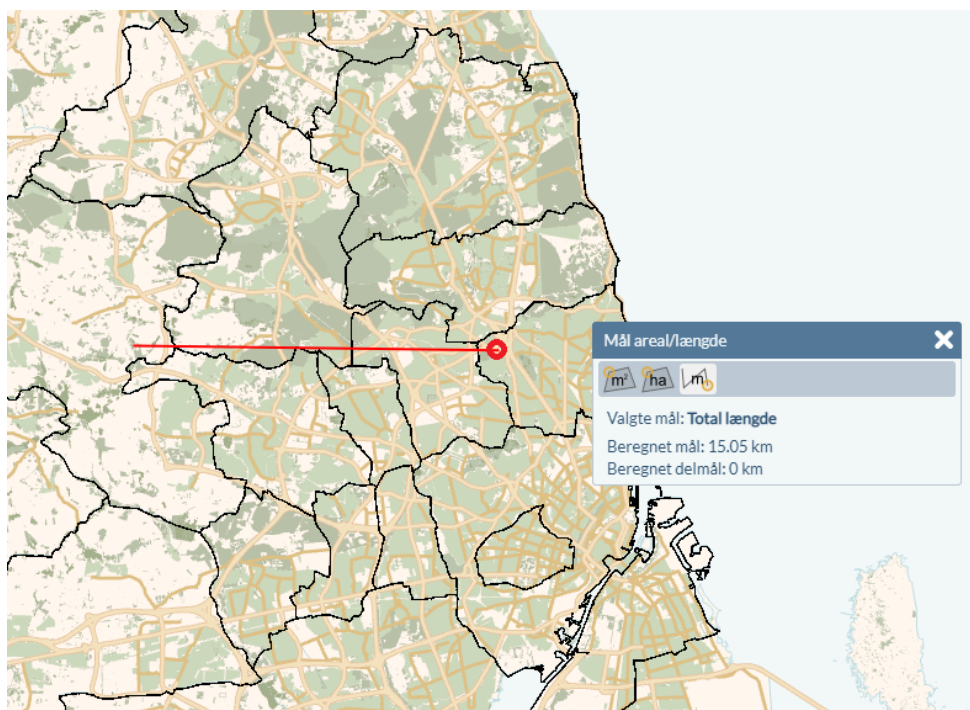 Mål areal/længde
m² ha m
Valgte mål: Total længde
Beregnet mål: 15.05 km
Beregnet delmål: 0 km